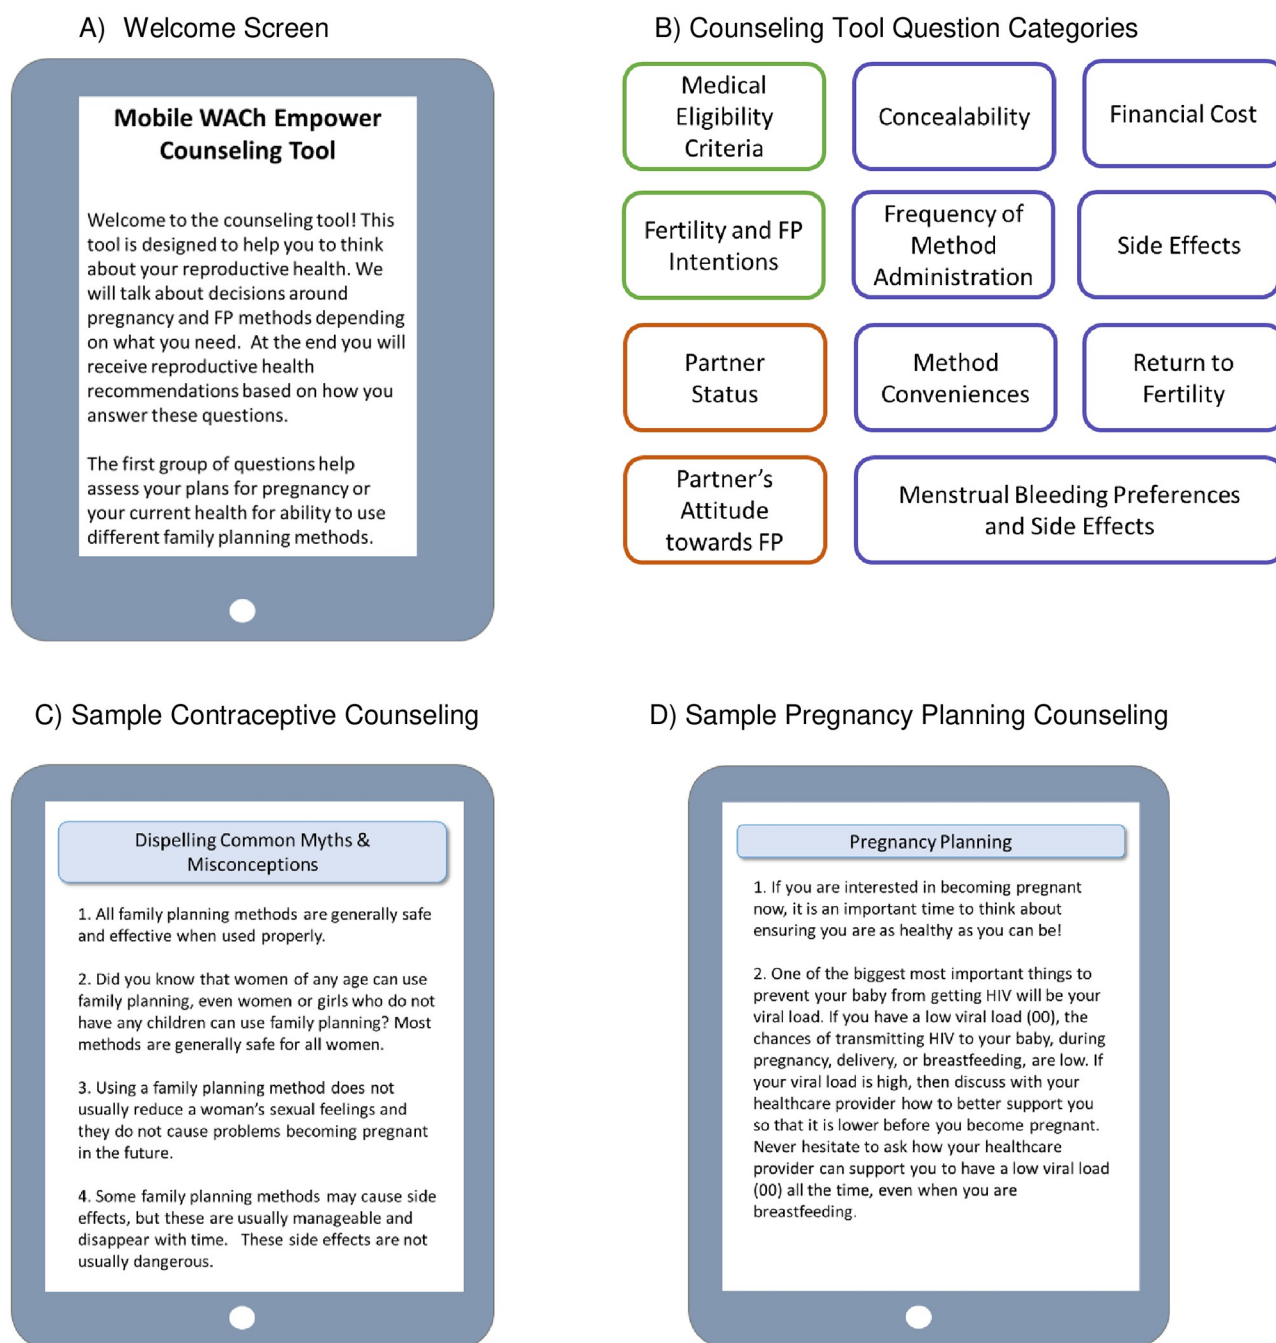 A) Welcome Screen
Mobile WACh Empower
Counseling Tool
Welcome to the counseling tool! This
tool is designed to help you to think
about your reproductive health. We
will talk about decisions around
pregnancy and FP methods depending
on what you need. At the end you will
receive reproductive health
recommendations based on how you
answer these questions.
The first group of questions help
assess your plans for pregnancy or
your current health for ability to use
different family planning methods.
B) Counseling Tool Question Categories
Medical
Eligibility
Criteria
Concealability
Financial Cost
Fertility and FP
Intentions
Frequency of
Method
Administration
Side Effects
Partner
Status
Method
Conveniences
Return to
Fertility
Partner's
Attitude
towards FP
Menstrual Bleeding Preferences
and Side Effects
C) Sample Contraceptive Counseling
Dispelling Common Myths &
Misconceptions
1. All family planning methods are generally safe
and effective when used properly.
2. Did you know that women of any age can use
family planning, even women or girls who do not
have any children can use family planning? Most
methods are generally safe for all women.
3. Using a family planning method does not
usually reduce a woman's sexual feelings and
they do not cause problems becoming pregnant
in the future.
4. Some family planning methods may cause side
effects, but these are usually manageable and
disappear with time. These side effects are not
usually dangerous.
D) Sample Pregnancy Planning Counseling
Pregnancy Planning
1. If you are interested in becoming pregnant
now, it is an important time to think about
ensuring you are as healthy as you can be!
2. One of the biggest most important things to
prevent your baby from getting HIV will be your
viral load. If you have a low viral load (00), the
chances of transmitting HIV to your baby, during
pregnancy, delivery, or breastfeeding, are low. If
your viral load is high, then discuss with your
healthcare provider how to better support you
so that it is lower before you become pregnant.
Never hesitate to ask how your healthcare
provider can support you to have a low viral load
(00) all the time, even when you are
breastfeeding.